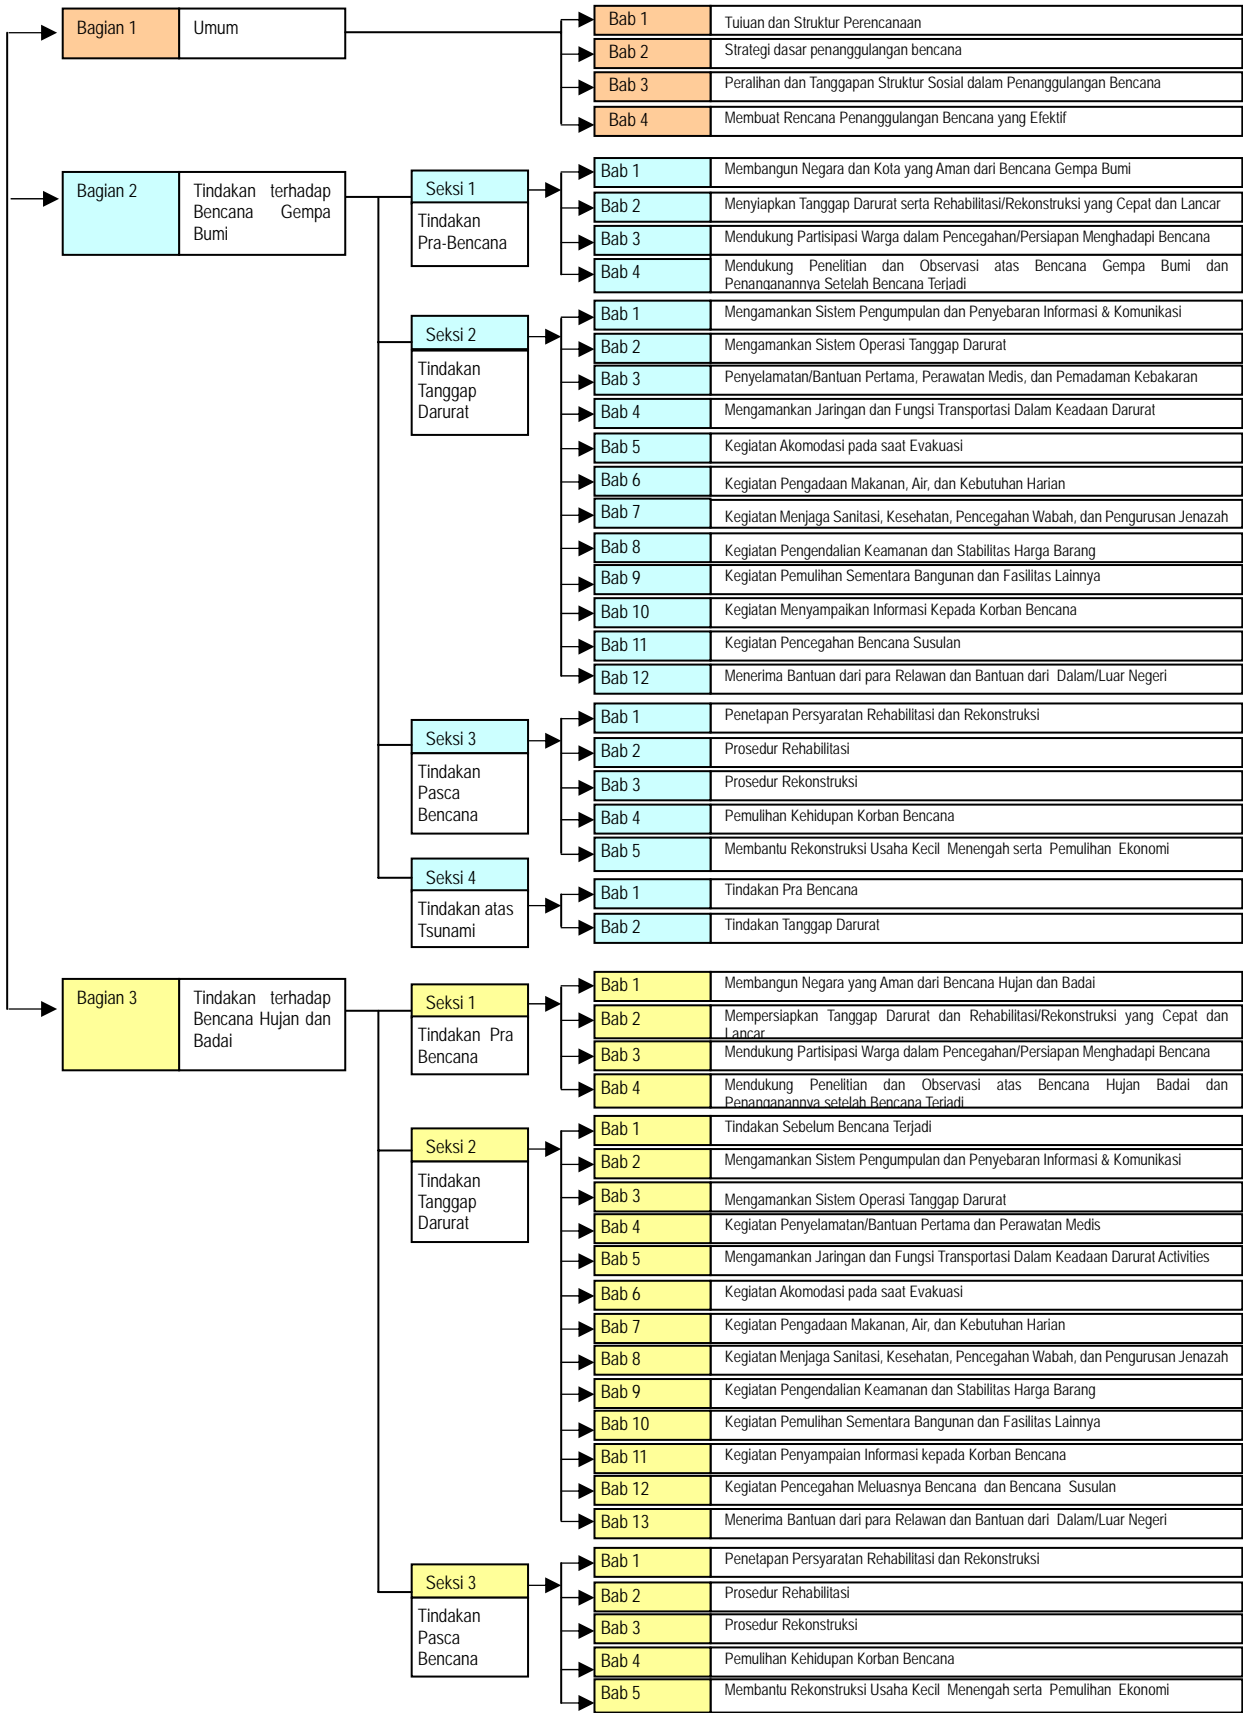 Bagian 1
Umum
Bab 1
Tuiuan dan Struktur Perencanaan
Bab 2
Strategi dasar penanggulangan bencana
Bab 3
Peralihan dan Tanggapan Struktur Sosial dalam Penanggulangan Bencana
Bab 4
Membuat Rencana Penanggulangan Bencana yang Efektif
Bagian 2
Tindakan terhadap
Bencana Gempa
Bumi
Seksi 1
Tindakan
Pra-Bencana
Bab 1
Membangun Negara dan Kota yang Aman dari Bencana Gempa Bumi
Bab 2
Menyiapkan Tanggap Darurat serta Rehabilitasi/Rekonstruksi yang Cepat dan Lancar
Bab 3
Mendukung Partisipasi Warga dalam Pencegahan/Persiapan Menghadapi Bencana
Bab 4
Mendukung Penelitian dan Observasi atas Bencana Gempa Bumi dan
Penanganannya Setelah Bencana Terjadi
Seksi 2
Tindakan
Tanggap
Darurat
Bab 1
Mengamankan Sistem Pengumpulan dan Penyebaran Informasi & Komunikasi
Bab 2
Mengamankan Sistem Operasi Tanggap Darurat
Bab 3
Penyelamatan/Bantuan Pertama, Perawatan Medis, dan Pemadaman Kebakaran
Bab 4
Mengamankan Jaringan dan Fungsi Transportasi Dalam Keadaan Darurat
Bab 5
Kegiatan Akomodasi pada saat Evakuasi
Bab 6
Kegiatan Pengadaan Makanan, Air, dan Kebutuhan Harian
Bab 7
Kegiatan Menjaga Sanitasi, Kesehatan, Pencegahan Wabah, dan Pengurusan Jenazah
Bab 8
Kegiatan Pengendalian Keamanan dan Stabilitas Harga Barang
Bab 9
Kegiatan Pemulihan Sementara Bangunan dan Fasilitas Lainnya
Bab 10
Kegiatan Menyampaikan Informasi Kepada Korban Bencana
Bab 11
Kegiatan Pencegahan Bencana Susulan
Bab 12
Menerima Bantuan dari para Relawan dan Bantuan dari Dalam/Luar Negeri
Seksi 3
Tindakan
Pasca
Bencana
Bab 1
Penetapan Persyaratan Rehabilitasi dan Rekonstruksi
Bab 2
Prosedur Rehabilitasi
Bab 3
Prosedur Rekonstruksi
Bab 4
Pemulihan Kehidupan Korban Bencana
Bab 5
Membantu Rekonstruksi Usaha Kecil Menengah serta Pemulihan Ekonomi
Seksi 4
Tindakan atas
Tsunami
Bab 1
Tindakan Pra Bencana
Bab 2
Tindakan Tanggap Darurat
Bagian 3
Tindakan terhadap
Bencana Hujan dan
Badai
Seksi 1
Tindakan Pra
Bencana
Bab 1
Membangun Negara yang Aman dari Bencana Hujan dan Badai
Bab 2
Mempersiapkan Tanggap Darurat dan Rehabilitasi/Rekonstruksi yang Cepat dan
Lancar
Bab 3
Mendukung Partisipasi Warga dalam Pencegahan/Persiapan Menghadapi Bencana
Bab 4
Mendukung Penelitian dan Observasi atas Bencana Hujan Badai dan
Penanganannya setelah Bencana Terjadi
Seksi 2
Tindakan
Tanggap
Darurat
Bab 1
Tindakan Sebelum Bencana Terjadi
Bab 2
Mengamankan Sistem Pengumpulan dan Penyebaran Informasi & Komunikasi
Bab 3
Mengamankan Sistem Operasi Tanggap Darurat
Bab 4
Kegiatan Penyelamatan/Bantuan Pertama dan Perawatan Medis
Bab 5
Mengamankan Jaringan dan Fungsi Transportasi Dalam Keadaan Darurat Activities
Bab 6
Kegiatan Akomodasi pada saat Evakuasi
Bab 7
Kegiatan Pengadaan Makanan, Air, dan Kebutuhan Harian
Bab 8
Kegiatan Menjaga Sanitasi, Kesehatan, Pencegahan Wabah, dan Pengurusan Jenazah
Bab 9
Kegiatan Pengendalian Keamanan dan Stabilitas Harga Barang
Bab 10
Kegiatan Pemulihan Sementara Bangunan dan Fasilitas Lainnya
Bab 11
Kegiatan Penyampaian Informasi kepada Korban Bencana
Bab 12
Kegiatan Pencegahan Meluasnya Bencana dan Bencana Susulan
Bab 13
Menerima Bantuan dari para Relawan dan Bantuan dari Dalam/Luar Negeri
Seksi 3
Tindakan
Pasca
Bencana
Bab 1
Penetapan Persyaratan Rehabilitasi dan Rekonstruksi
Bab 2
Prosedur Rehabilitasi
Bab 3
Prosedur Rekonstruksi
Bab 4
Pemulihan Kehidupan Korban Bencana
Bab 5
Membantu Rekonstruksi Usaha Kecil Menengah serta Pemulihan Ekonomi